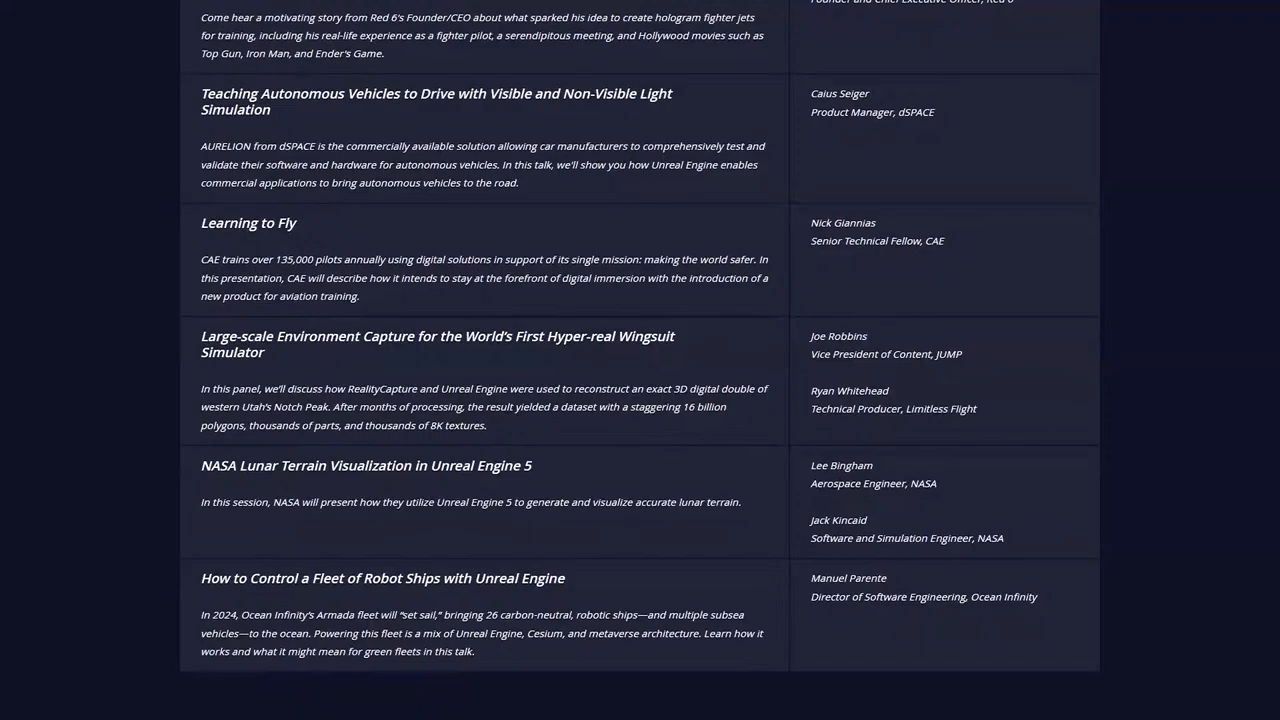 Founder and Chief Executive Officer, Red 6
Come hear a motivating story from Red 6's Founder/CEO about what sparked his idea to create hologram fighter jets
for training, including his real-life experience as a fighter pilot, a serendipitous meeting, and Hollywood movies such as
Top Gun, Iron Man, and Ender's Game.
Teaching Autonomous Vehicles to Drive with Visible and Non-Visible Light
Simulation
AURELION from dSPACE is the commercially available solution allowing car manufacturers to comprehensively test and
validate their software and hardware for autonomous vehicles. In this talk, we'll show you how Unreal Engine enables
commercial applications to bring autonomous vehicles to the road.
Caius Seiger
Product Manager, dSPACE
Learning to Fly
CAE trains over 135,000 pilots annually using digital solutions in support of its single mission: making the world safer. In
this presentation, CAE will describe how it intends to stay at the forefront of digital immersion with the introduction of a
new product for aviation training.
Nick Giannias
Senior Technical Fellow, CAE
Large-scale Environment Capture for the World's First Hyper-real Wingsuit
Simulator
In this panel, we'll discuss how RealityCapture and Unreal Engine were used to reconstruct an exact 3D digital double of
western Utah's Notch Peak. After months of processing, the result yielded a dataset with a staggering 16 billion
polygons, thousands of parts, and thousands of 8K textures.
Joe Robbins
Vice President of Content, JUMP
Ryan Whitehead
Technical Producer, Limitless Flight
NASA Lunar Terrain Visualization in Unreal Engine 5
In this session, NASA will present how they utilize Unreal Engine 5 to generate and visualize accurate lunar terrain.
Lee Bingham
Aerospace Engineer, NASA
Jack Kincaid
Software and Simulation Engineer, NASA
How to Control a Fleet of Robot Ships with Unreal Engine
In 2024, Ocean Infinity's Armada fleet will "set sail," bringing 26 carbon-neutral, robotic ships—and multiple subsea
vehicles—to the ocean. Powering this fleet is a mix of Unreal Engine, Cesium, and metaverse architecture. Learn how it
works and what it might mean for green fleets in this talk.
Manuel Parente
Director of Software Engineering, Ocean Infinity